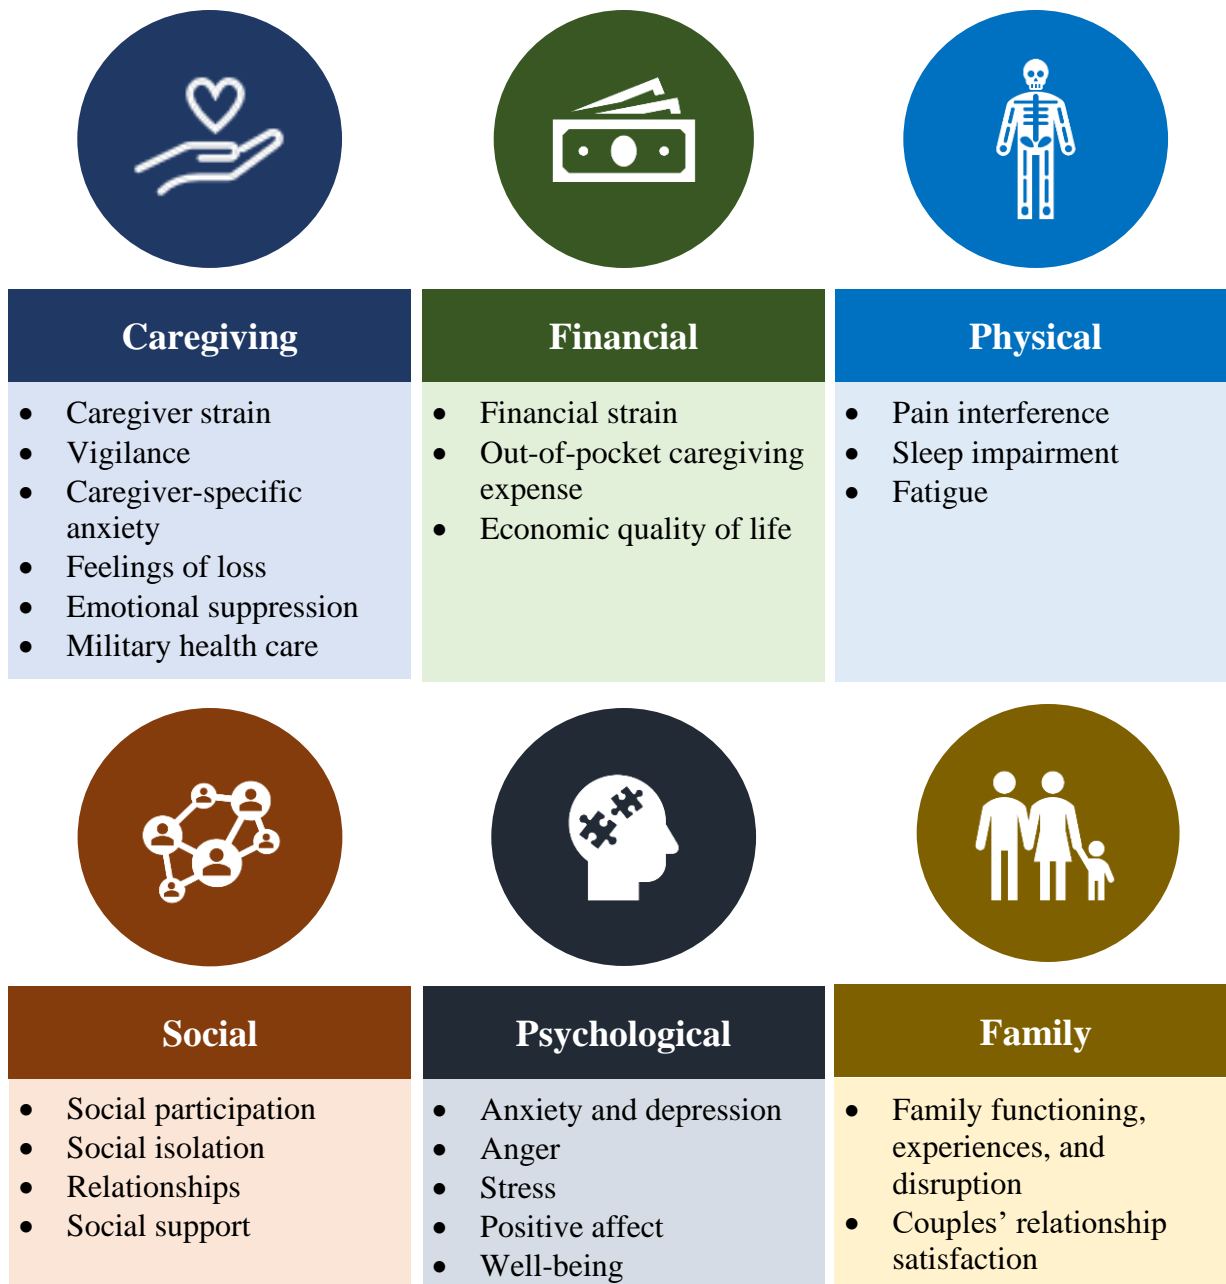 Caregiving
• Caregiver strain
• Vigilance
• Caregiver-specific
anxiety
• Feelings of loss
• Emotional suppression
• Military health care
Financial
• Financial strain
• Out-of-pocket caregiving
expense
• Economic quality of life
Physical
• Pain interference
• Sleep impairment
• Fatigue
Social
• Social participation
• Social isolation
• Relationships
• Social support
Psychological
• Anxiety and depression
• Anger
• Stress
• Positive affect
• Well-being
Family
• Family functioning,
experiences, and
disruption
• Couples’ relationship
satisfaction